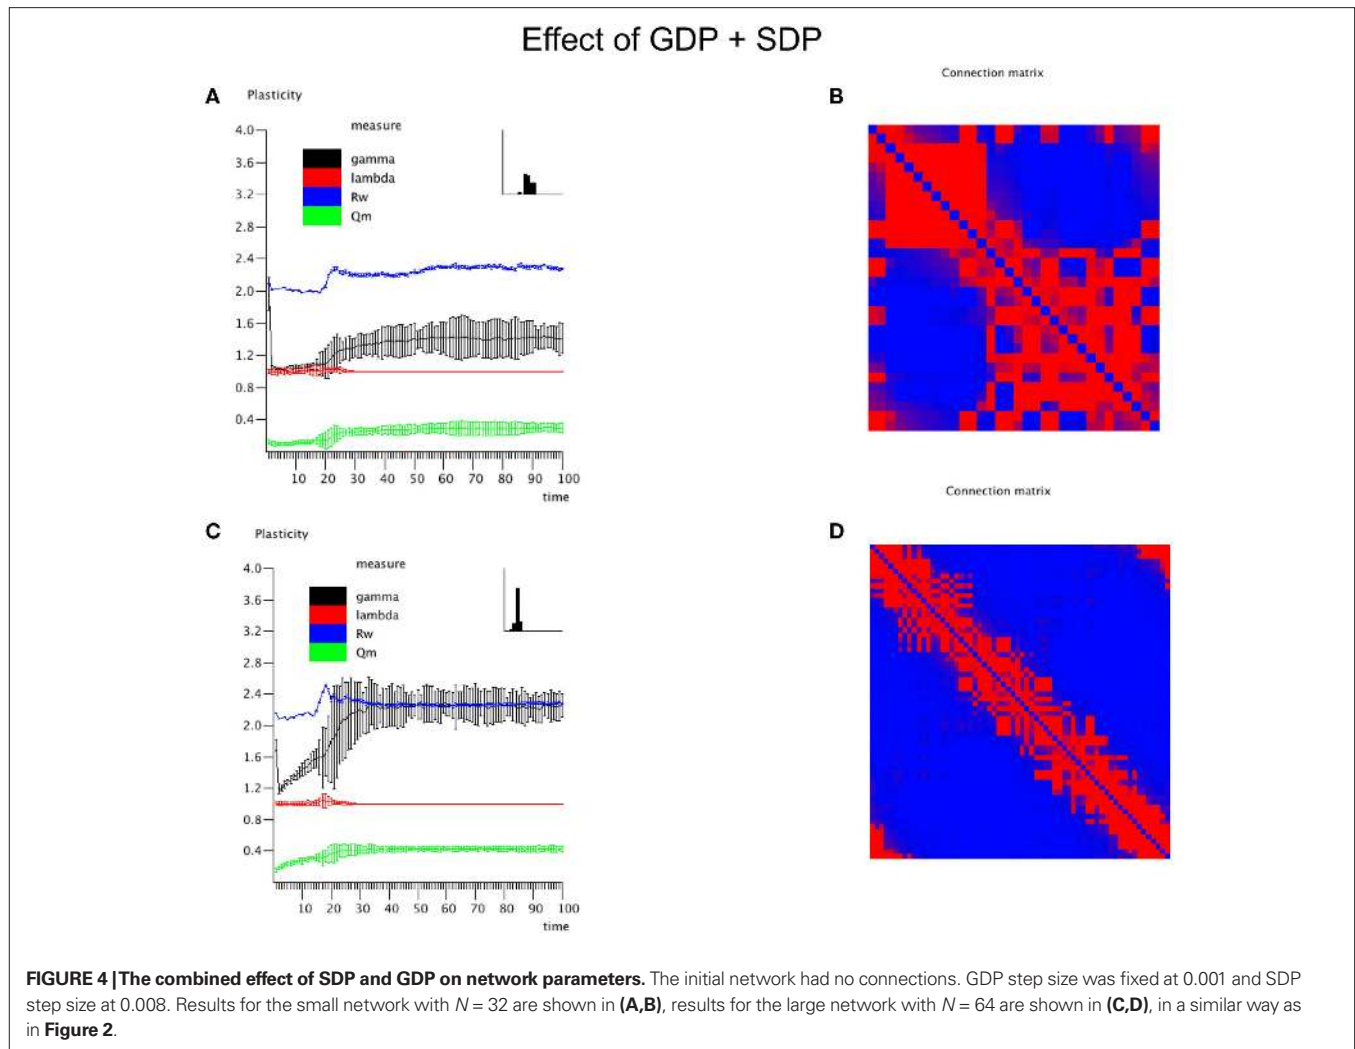 Effect of GDP + SDP
A
Plasticity
4.0
3.6
3.2
2.8
2.4
2.0
1.6
1.2
0.8
0.4
measure
gamma
lambda
Rw
Qm
10 20 30 40 50 60 70 80 90 100
time
Connection matrix
B
C
Plasticity
4.0
3.6
3.2
2.8
2.4
2.0
1.6
1.2
0.8
0.4
measure
gamma
lambda
Rw
Qm
10 20 30 40 50 60 70 80 90 100
time
Connection matrix
D
FIGURE 4 | The combined effect of SDP and GDP on network parameters. The initial network had no connections. GDP step size was fixed at 0.001 and SDP
step size at 0.008. Results for the small network with N = 32 are shown in (A,B), results for the large network with N = 64 are shown in (C,D), in a similar way as
in Figure 2.